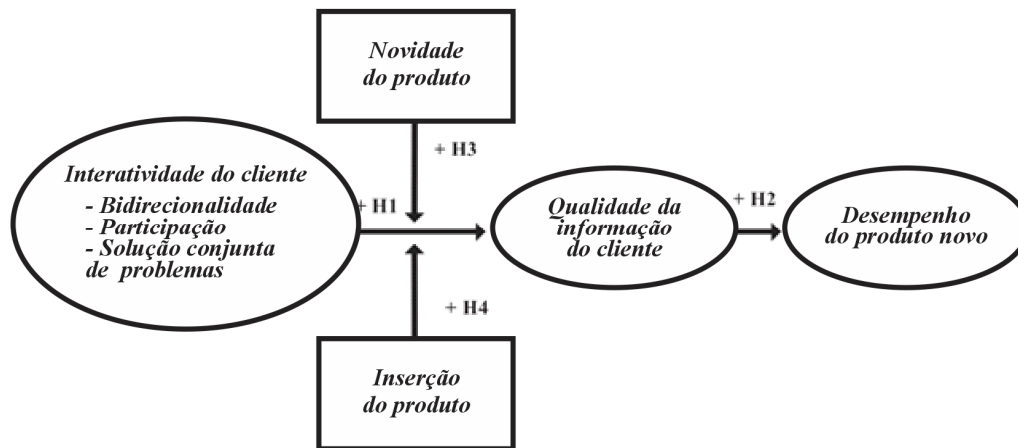 Novidade
do produto
+ H3
Interatividade do cliente
- Bidirecionalidade
- Participação
- Solução conjunta
de problemas
+ H1
Qualidade da
informação
do cliente
+ H2
Desempenho
do produto novo
+ H4
Inserção
do produto